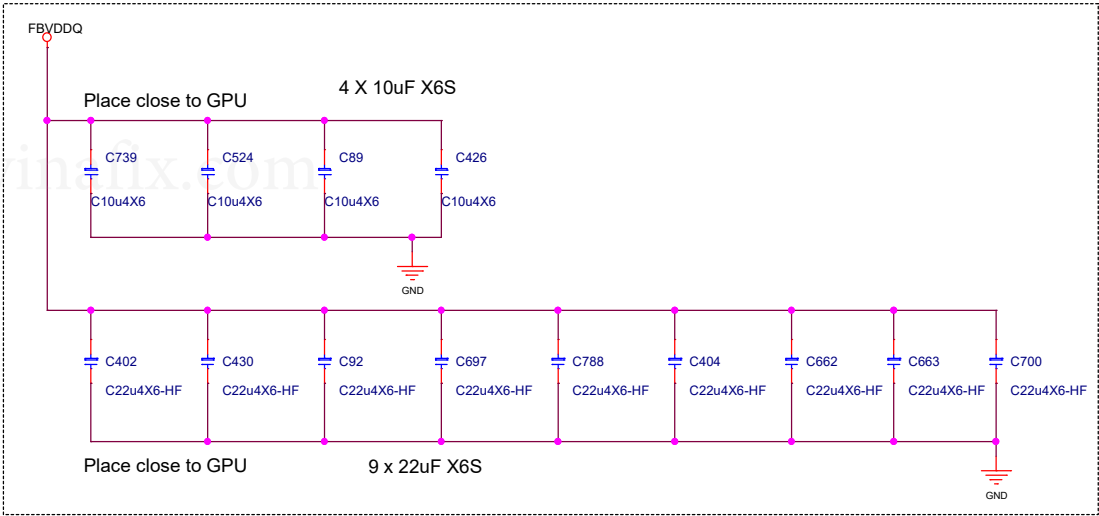 FBVDDQ
4 X 10uF X6S
Place close to GPU
C739 C524 C89 C426
vinafix.com
C10u4X6 C10u4X6 C10u4X6 C10u4X6
GND
C402 C430 C92 C697 C788 C404 C662 C663 C700
C22u4X6-HF C22u4X6-HF C22u4X6-HF C22u4X6-HF C22u4X6-HF C22u4X6-HF C22u4X6-HF C22u4X6-HF C22u4X6-HF
Place close to GPU 9 x 22uF X6S
GND